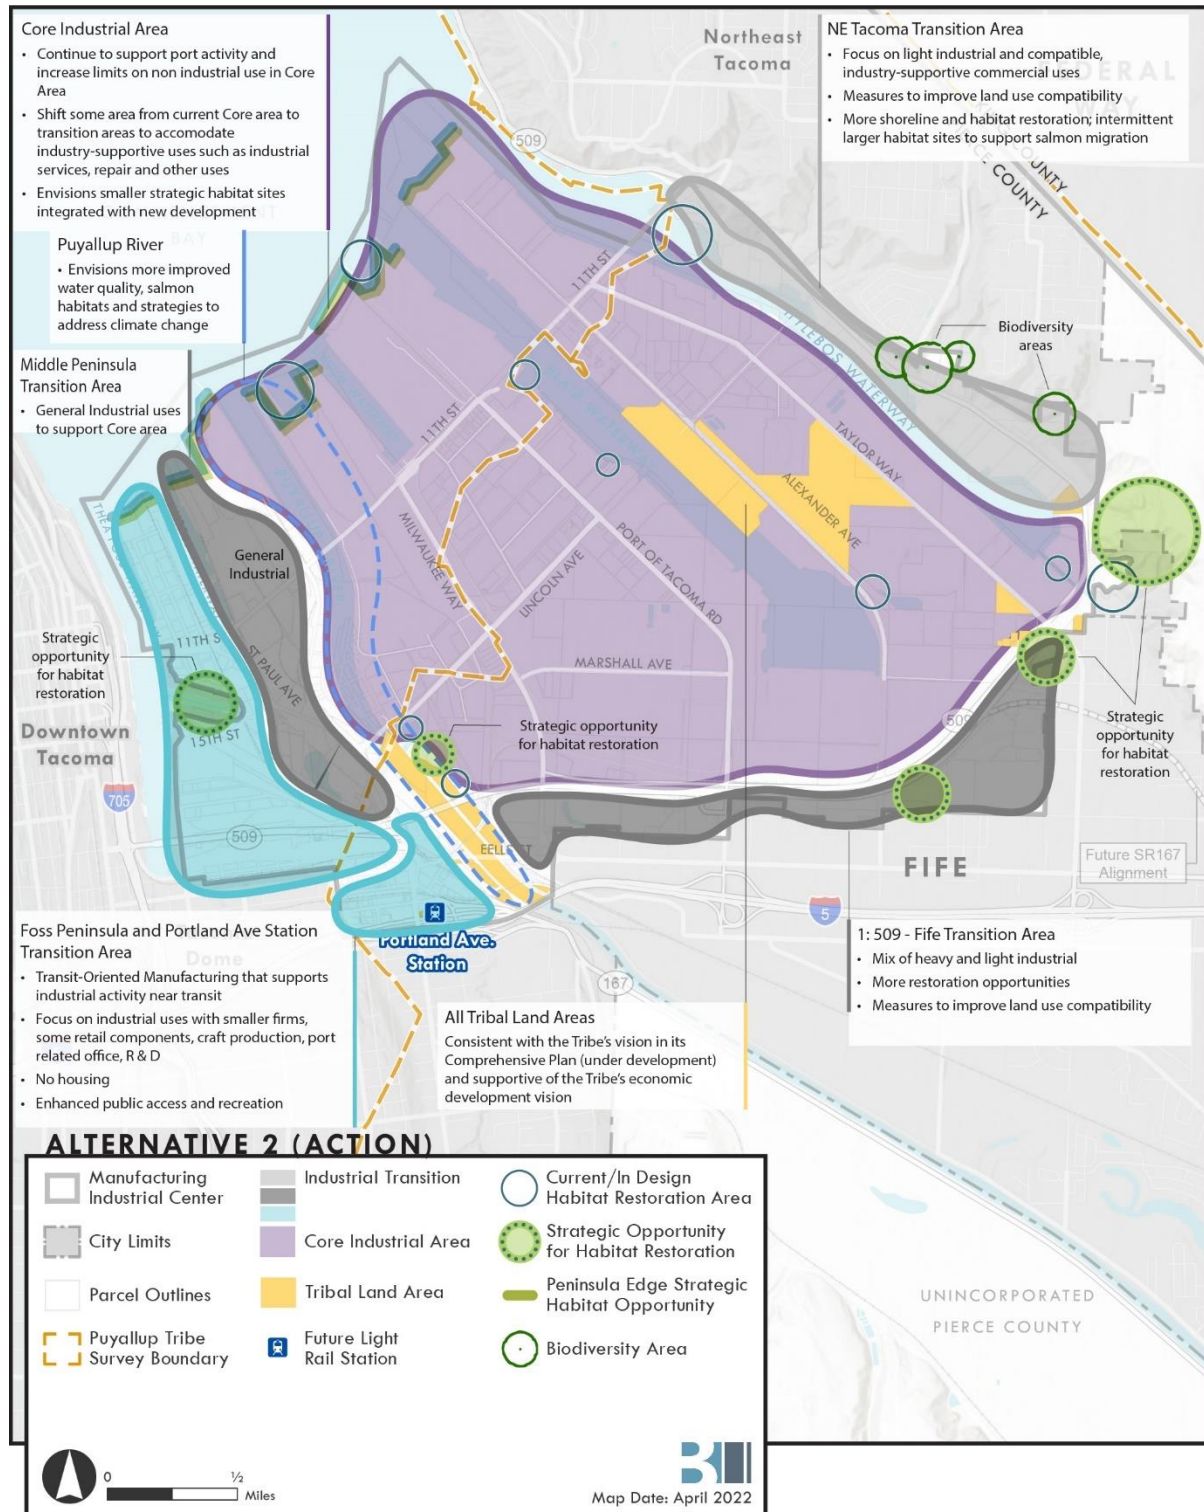 Core Industrial Area
• Continue to support port activity and
increase limits on non industrial use in Core
Area
• Shift some area from current Core area to
transition areas to accomodate
industry-supportive uses such as industrial
services, repair and other uses
• Envisions smaller strategic habitat sites
integrated with new development
BAY
Puyallup River
• Envisions more improved
water quality, salmon
habitats and strategies to
address climate change
Middle Peninsula
Transition Area
• General Industrial uses
to support Core area
Northeast
Tacoma
NE Tacoma Transition Area
• Focus on light industrial and compatible,
industry-supportive commercial uses
• Measures to improve land use compatibility
• More shoreline and habitat restoration; intermittent
larger habitat sites to support salmon migration
FEDERAL
WAY
KING COUNTY
PIERCE COUNTY
509
11TH ST
Biodiversity
areas
WATERWAY
TAYLOR WAY
ALEXANDER AVE
11TH ST
MILWAUKEE WAY
LINCOLN AVE
PORT OF TACOMA RD
MARSHALL AVE
General
Industrial
ST PAUL AVE
11TH S
15TH ST
Strategic
opportunity
for habitat
restoration
Downtown
Tacoma
705
509
Strategic opportunity
for habitat restoration
509
Strategic
opportunity
for habitat
restoration
EELLS ST
FIFE
Future SR167
Alignment
5
Portland Ave.
Station
167
Foss Peninsula and Portland Ave Station
Transition Area
Dome
• Transit-Oriented Manufacturing that supports
industrial activity near transit
• Focus on industrial uses with smaller firms,
some retail components, craft production, port
related office, R & D
• No housing
• Enhanced public access and recreation
All Tribal Land Areas
Consistent with the Tribe's vision in its
Comprehensive Plan (under development)
and supportive of the Tribe's economic
development vision
1: 509 - Fife Transition Area
• Mix of heavy and light industrial
• More restoration opportunities
• Measures to improve land use compatibility
ALTERNATIVE 2 (ACTION)
Manufacturing
Industrial Center
City Limits
Parcel Outlines
Puyallup Tribe
Survey Boundary
Industrial Transition
Core Industrial Area
Tribal Land Area
Future Light
Rail Station
Current/In Design
Habitat Restoration Area
Strategic Opportunity
for Habitat Restoration
Peninsula Edge Strategic
Habitat Opportunity
Biodiversity Area
UNINCORPORATED
PIERCE COUNTY
0 ½
Miles
Map Date: April 2022